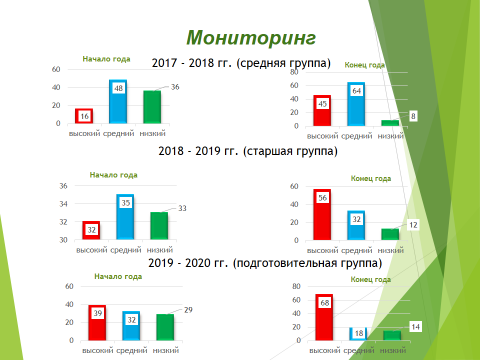 Мониторинг
2017 - 2018 гг. (средняя группа)
Начало года
60
40
20
0
16
48
36
высокий средний низкий
Конец года
80
60
40
20
0
45
64
8
высокий средний низкий
2018 - 2019 гг. (старшая группа)
Начало года
36
34
32
30
32
35
33
высокий средний низкий
Конец года
60
40
20
0
56
32
12
высокий средний низкий
2019 - 2020 гг. (подготовительная группа)
Начало года
60
40
20
0
39
32
29
высокий средний низкий
Конец года
80
60
40
20
0
68
18
14
высокий средний низкий